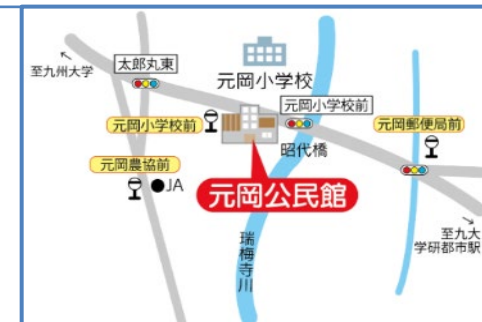 至九州大学
太郎丸東
元岡小学校
元岡小学校前
元岡小学校前
昭代橋
元岡郵便局前
元岡農協前
JA
元岡公民館
瑞梅寺川
至九大
学研都市駅